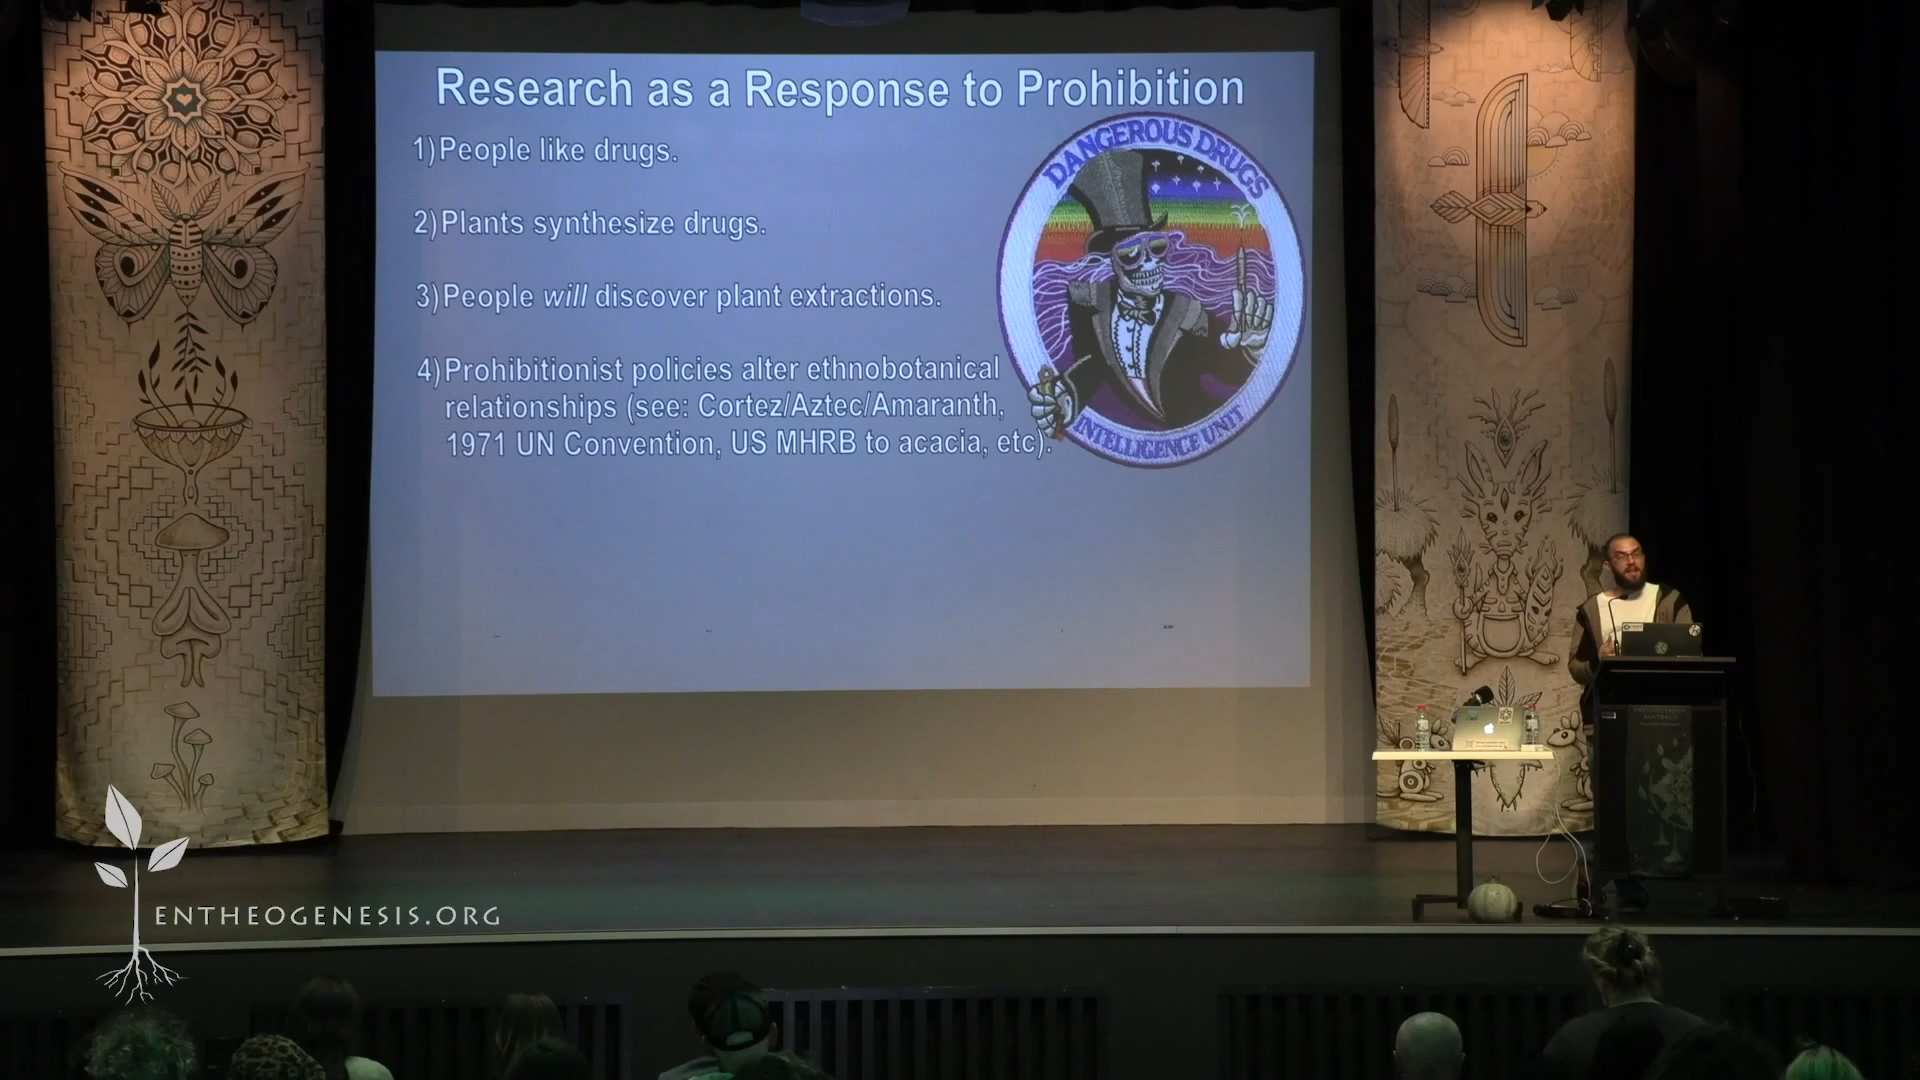 Research as a Response to Prohibition
1) People like drugs.
2) Plants synthesize drugs.
3) People will discover plant extractions.
4) Prohibitionist policies alter ethnobotanical
relationships (see: Cortez/Aztec/Amaranth,
1971 UN Convention, US MHRB to acacia, etc).
DANGEROUS DRUGS
INTELLIGENCE UNIT
ENTHEOGENESIS.ORG